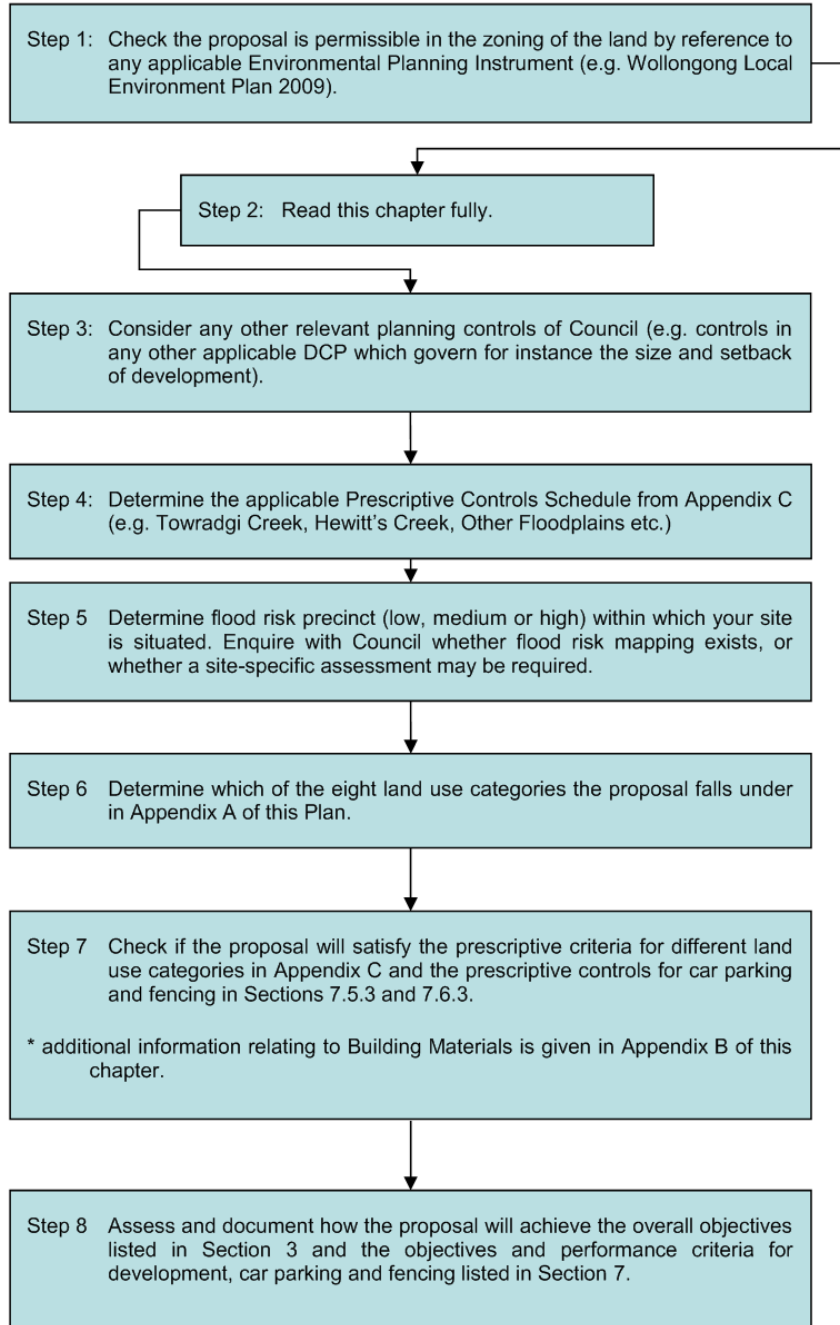 Step 1: Check the proposal is permissible in the zoning of the land by reference to
any applicable Environmental Planning Instrument (e.g. Wollongong Local
Environment Plan 2009).
Step 2: Read this chapter fully.
Step 3: Consider any other relevant planning controls of Council (e.g. controls in
any other applicable DCP which govern for instance the size and setback
of development).
Step 4: Determine the applicable Prescriptive Controls Schedule from Appendix C
(e.g. Towradgi Creek, Hewitt's Creek, Other Floodplains etc.)
Step 5 Determine flood risk precinct (low, medium or high) within which your site
is situated. Enquire with Council whether flood risk mapping exists, or
whether a site-specific assessment may be required.
Step 6 Determine which of the eight land use categories the proposal falls under
in Appendix A of this Plan.
Step 7 Check if the proposal will satisfy the prescriptive criteria for different land
use categories in Appendix C and the prescriptive controls for car parking
and fencing in Sections 7.5.3 and 7.6.3.
* additional information relating to Building Materials is given in Appendix B of this
chapter.
Step 8 Assess and document how the proposal will achieve the overall objectives
listed in Section 3 and the objectives and performance criteria for
development, car parking and fencing listed in Section 7.